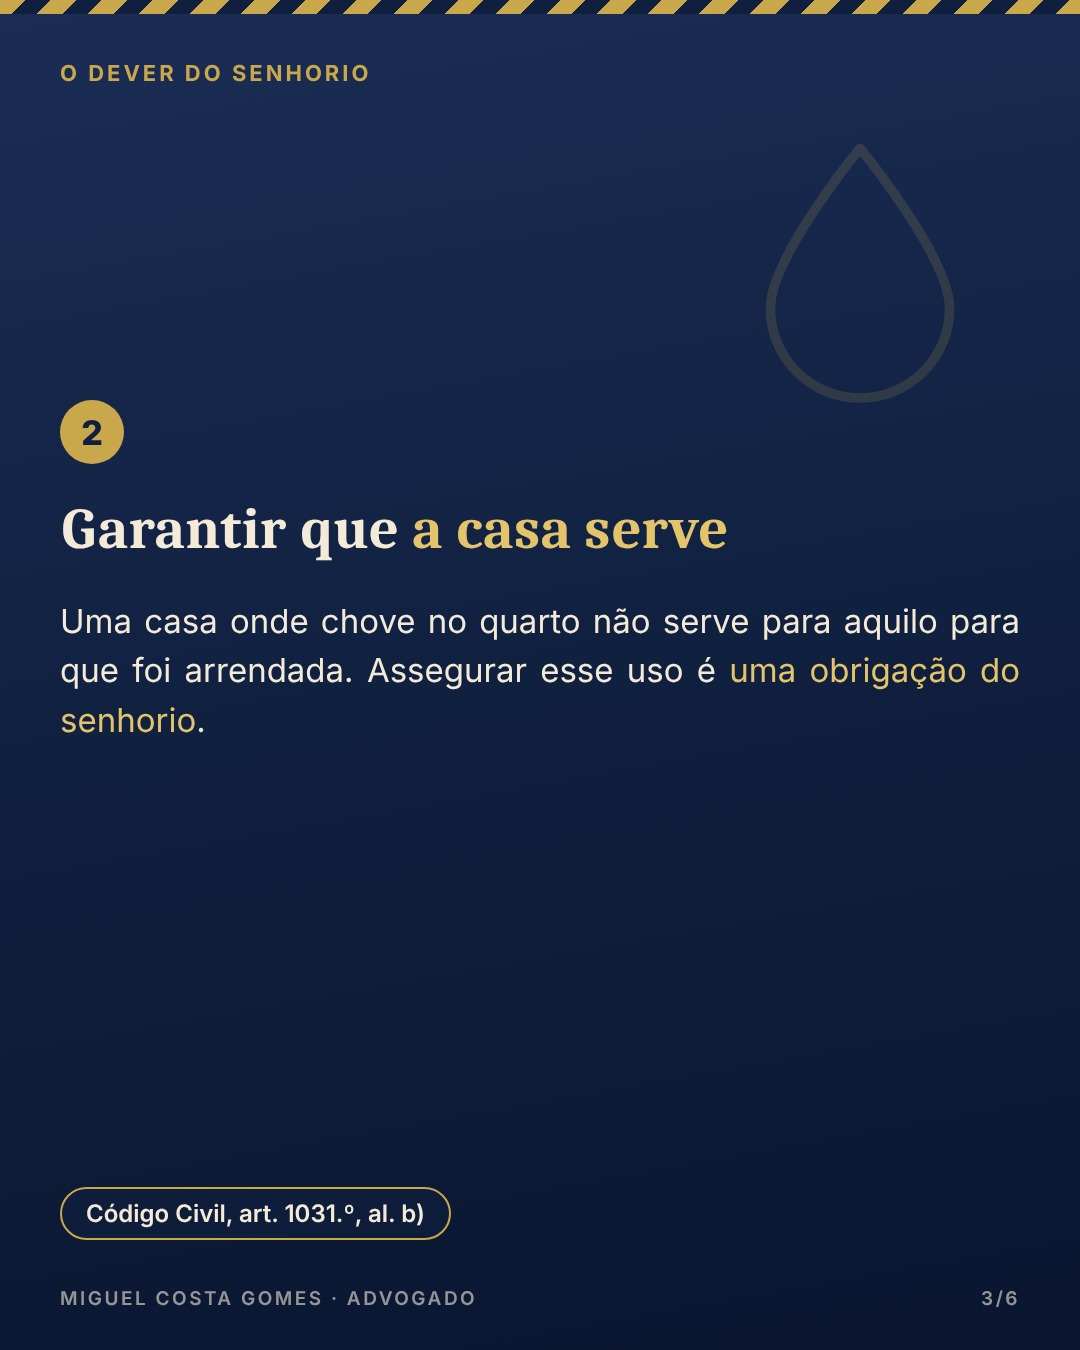 O DEVER DO SENHORIO
2
Garantir que a casa serve
Uma casa onde chove no quarto não serve para aquilo para
que foi arrendada. Assegurar esse uso é uma obrigação do
senhorio.
Código Civil, art. 1031.º, al. b)
MIGUEL COSTA GOMES · ADVOGADO
3/6